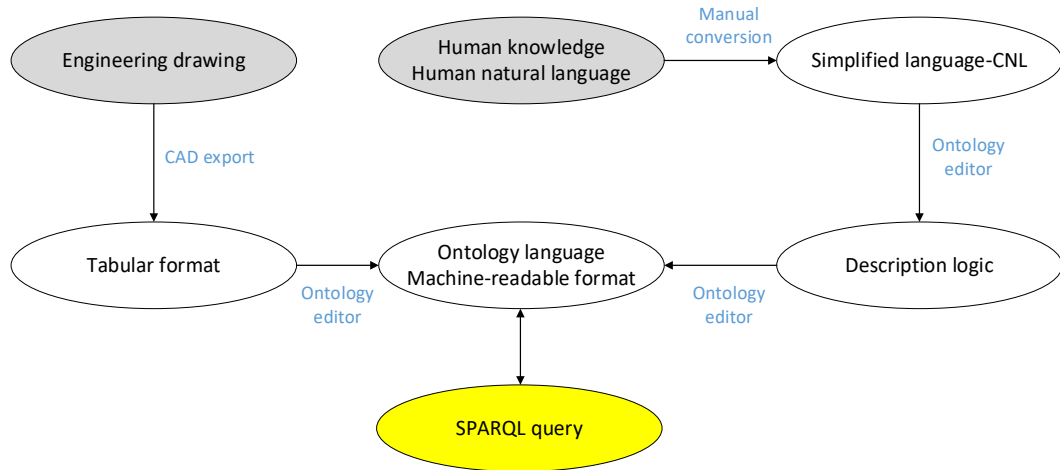 Engineering drawing
Human knowledge
Human natural language
Manual
conversion
Simplified language-CNL
CAD export
Ontology
editor
Tabular format
Ontology
editor
Ontology language
Machine-readable format
Ontology
editor
Description logic
SPARQL query